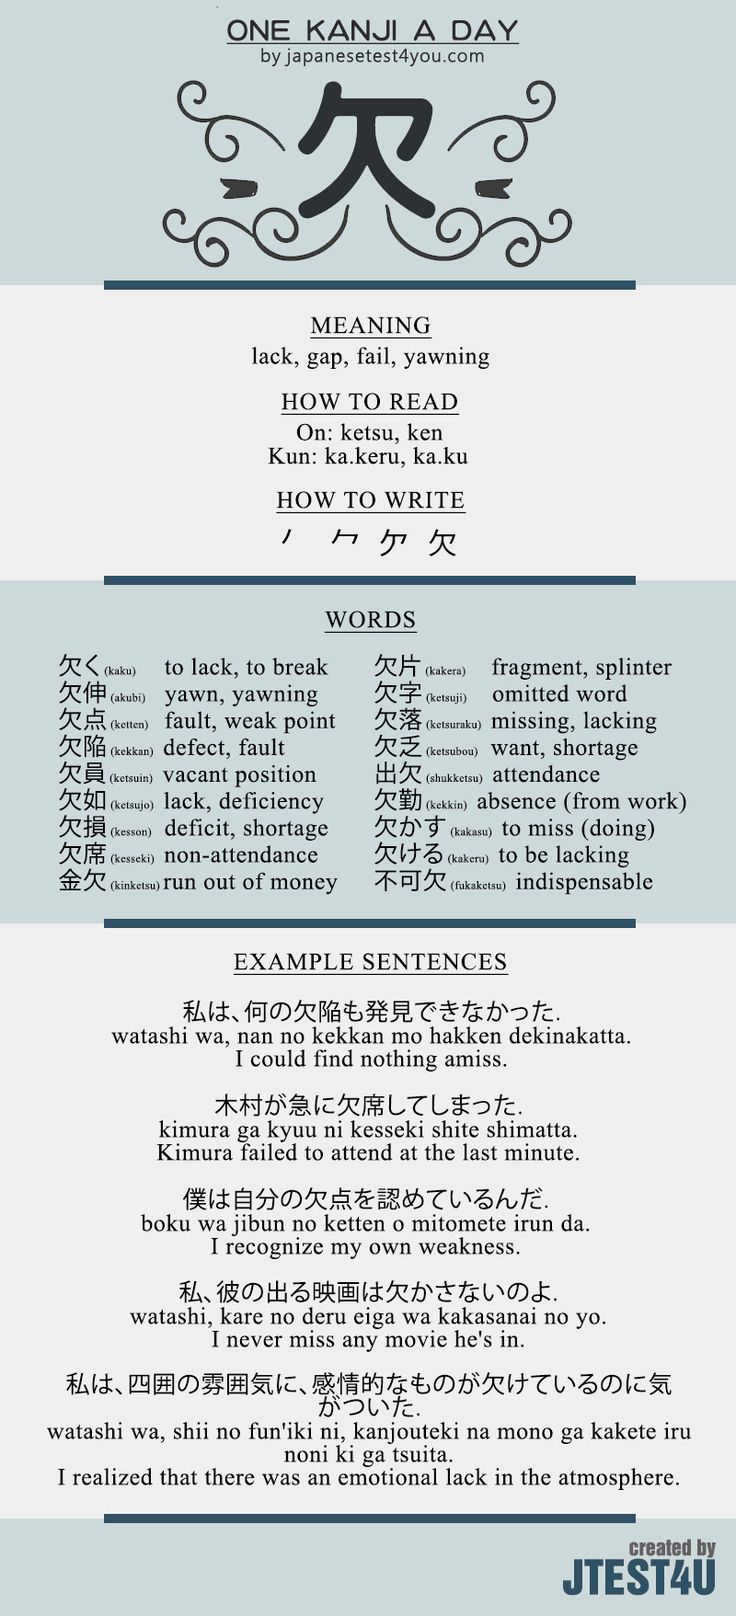 ONE KANJI A DAY
by japanesetest4you.com
欠
MEANING
lack, gap, fail, yawning
HOW TO READ
On: ketsu, ken
Kun: ka.keru, ka.ku
HOW TO WRITE
欠
WORDS
欠く (kaku) to lack, to break
欠伸 (akubi) yawn, yawning
欠点 (ketten) fault, weak point
欠陥 (kekkan) defect, fault
欠員 (ketsuin) vacant position
欠如 (ketsujo) lack, deficiency
欠損 (kesson) deficit, shortage
欠席 (kesseki) non-attendance
金欠 (kinketsu) run out of money
欠片 (kakera) fragment, splinter
欠字 (ketsuji) omitted word
欠落 (ketsuraku) missing, lacking
欠乏 (ketsubou) want, shortage
出欠 (shukketsu) attendance
欠勤 (kekkin) absence (from work)
欠かす (kakasu) to miss (doing)
欠ける (kakeru) to be lacking
不可欠 (fukaketsu) indispensable
EXAMPLE SENTENCES
私は、何の欠陥も発見できなかった.
watashi wa, nan no kekkan mo hakken dekinakatta.
I could find nothing amiss.
木村が急に欠席してしまった.
kimura ga kyuu ni kesseki shite shimatta.
Kimura failed to attend at the last minute.
僕は自分の欠点を認めているんだ.
boku wa jibun no ketten o mitomete irun da.
I recognize my own weakness.
私、彼の出る映画は欠かさないのよ.
watashi, kare no deru eiga wa kakasanai no yo.
I never miss any movie he's in.
私は、四囲の雰囲気に、感情的なものが欠けているのに気
がついた.
watashi wa, shii no fun'iki ni, kanjouteki na mono ga kakete iru
noni ki ga tsuita.
I realized that there was an emotional lack in the atmosphere.
created by
JTEST4U